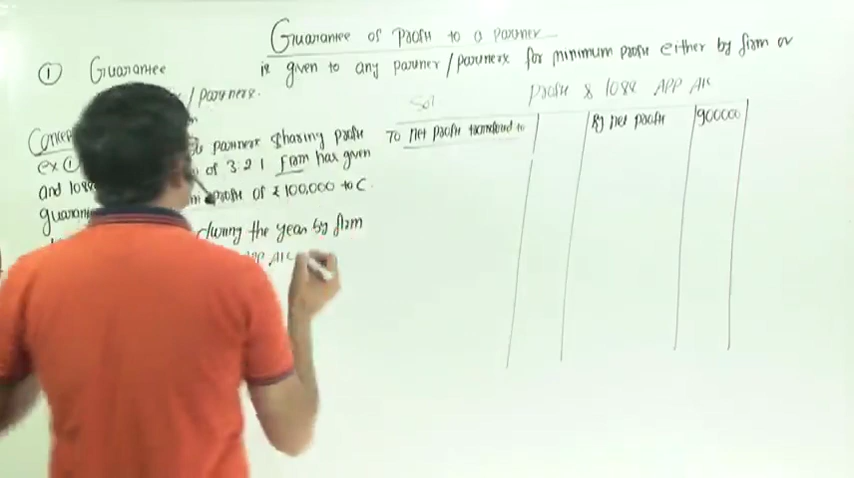 Guarantee of Profit to a Partner
① Guarantee is given to any partner/partners for minimum profit either by firm or
/ partners.
Sol Profit & loss APP A/C
partners sharing profit
ex ① of 3 2 1 Firm has given
and loss
profit of ₹100,000 to C.
during the year by firm
APP A/C
To Net profit transferred to By Net profit 900000